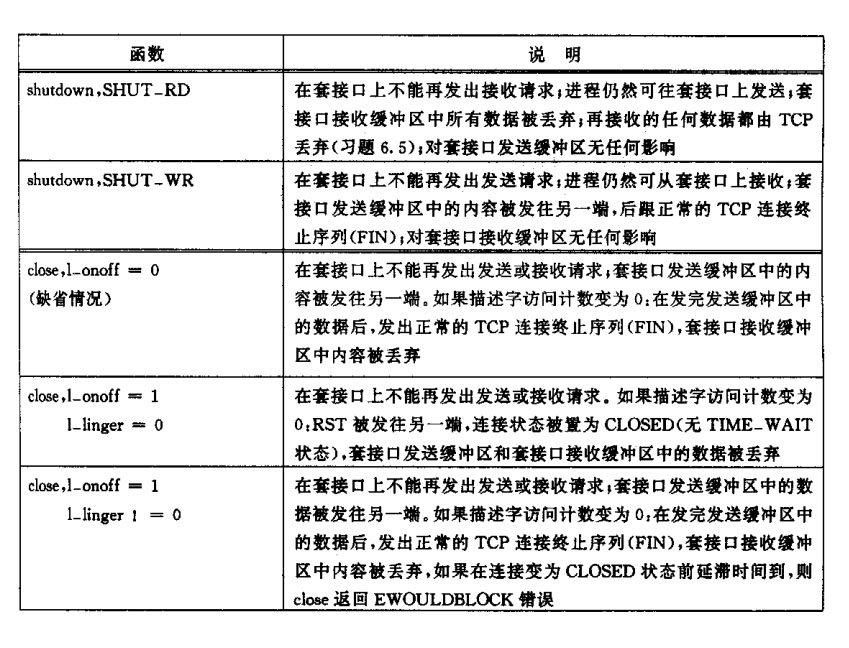 函数 说 明
shutdown,SHUT_RD 在套接口上不能再发出接收请求;进程仍然可往套接口上发送;套
接口接收缓冲区中所有数据被丢弃;再接收的任何数据都由 TCP
丢弃(习题 6.5);对套接口发送缓冲区无任何影响
shutdown,SHUT_WR 在套接口上不能再发出发送请求;进程仍然可从套接口上接收;套
接口发送缓冲区中的内容被发往另一端,后跟正常的 TCP 连接终
止序列(FIN);对套接口接收缓冲区无任何影响
close,l_onoff = 0 在套接口上不能再发出发送或接收请求;套接口发送缓冲区中的内
(缺省情况) 容被发往另一端。如果描述字访问计数变为 0:在发完发送缓冲区中
的数据后,发出正常的 TCP 连接终止序列(FIN),套接口接收缓冲
区中内容被丢弃
close,l_onoff = 1 在套接口上不能再发出发送或接收请求。如果描述字访问计数变为
l_linger = 0 0:RST 被发往另一端,连接状态被置为 CLOSED(无 TIME_WAIT
状态),套接口发送缓冲区和套接口接收缓冲区中的数据被丢弃
close,l_onoff = 1 在套接口上不能再发出发送或接收请求;套接口发送缓冲区中的数
l_linger ! = 0 据被发往另一端。如果描述字访问计数变为 0:在发完发送缓冲区中
的数据后,发出正常的 TCP 连接终止序列(FIN),套接口接收缓冲
区中内容被丢弃,如果在连接变为 CLOSED 状态前延滞时间到,则
close 返回 EWOULDBLOCK 错误